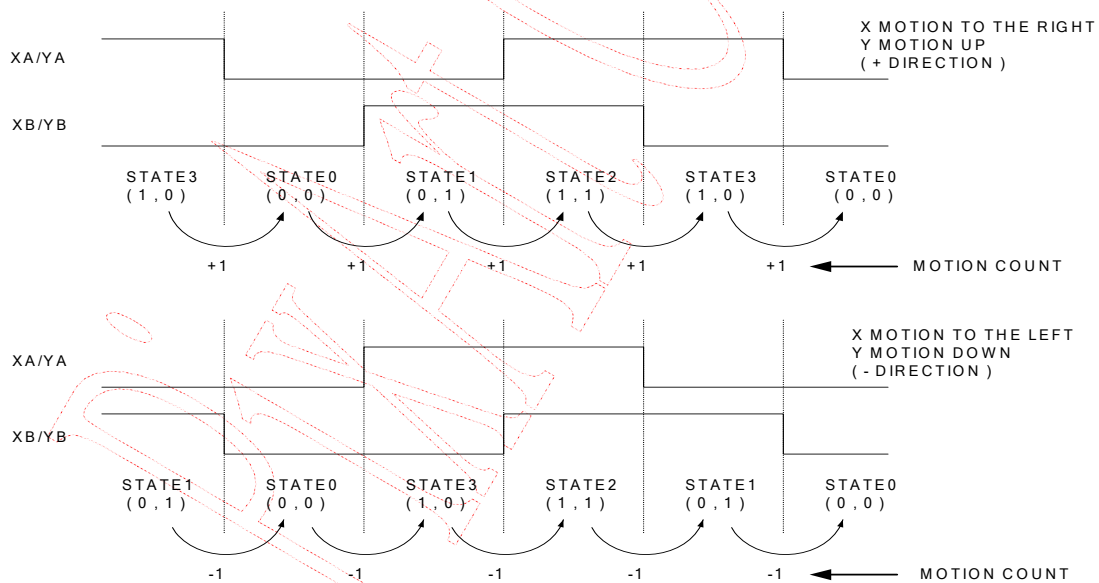 X MOTION TO THE RIGHT
Y MOTION UP
(+ DIRECTION)
XA/YA
XB/YB
STATE3 STATE0 STATE1 STATE2 STATE3 STATE0
(1,0) (0,0) (0,1) (1,1) (1,0) (0,0)
+1 +1 +1 +1 +1 MOTION COUNT
X MOTION TO THE LEFT
Y MOTION DOWN
(- DIRECTION)
XA/YA
XB/YB
STATE1 STATE0 STATE3 STATE2 STATE1 STATE0
(0,1) (0,0) (1,0) (1,1) (0,1) (0,0)
-1 -1 -1 -1 -1 MOTION COUNT